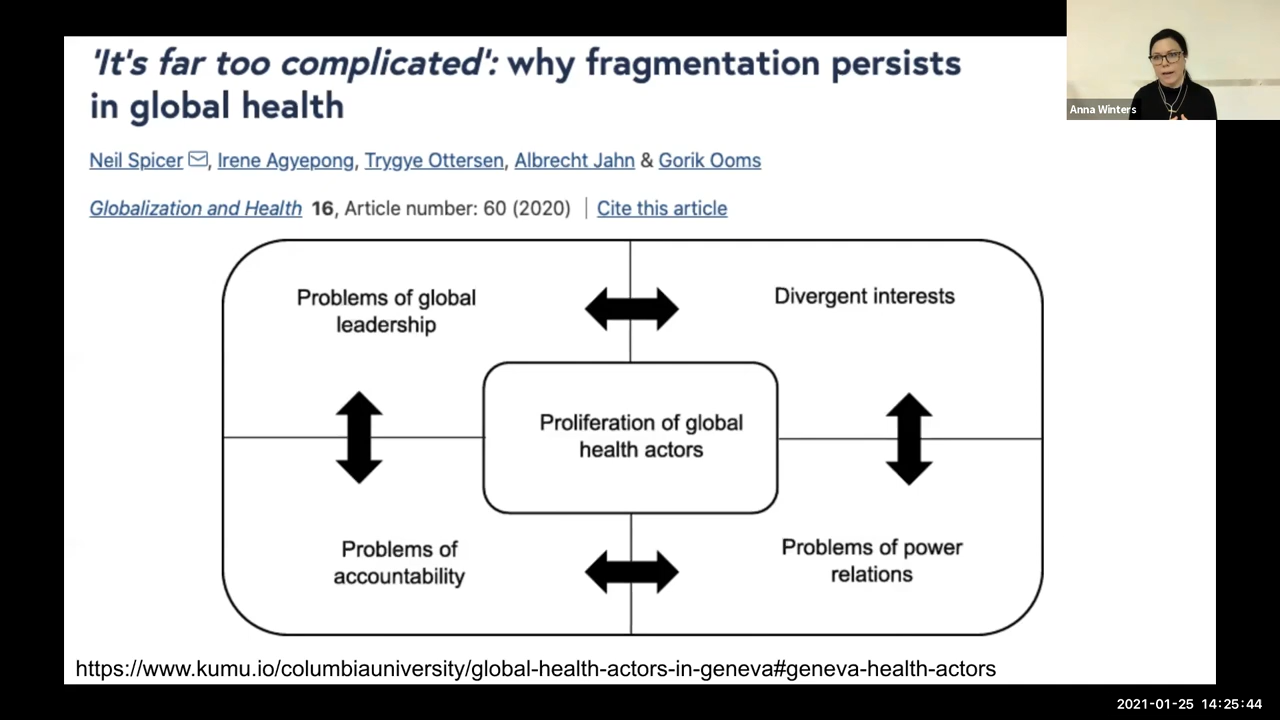 'It's far too complicated': why fragmentation persists
in global health
Anna Winters
Neil Spicer, Irene Agyepong, Trygye Ottersen, Albrecht Jahn & Gorik Ooms
Globalization and Health 16, Article number: 60 (2020) | Cite this article
Problems of global
leadership
Divergent interests
Proliferation of global
health actors
Problems of
accountability
Problems of power
relations
https://www.kumu.io/columbiauniversity/global-health-actors-in-geneva#geneva-health-actors
2021-01-25 14:25:44